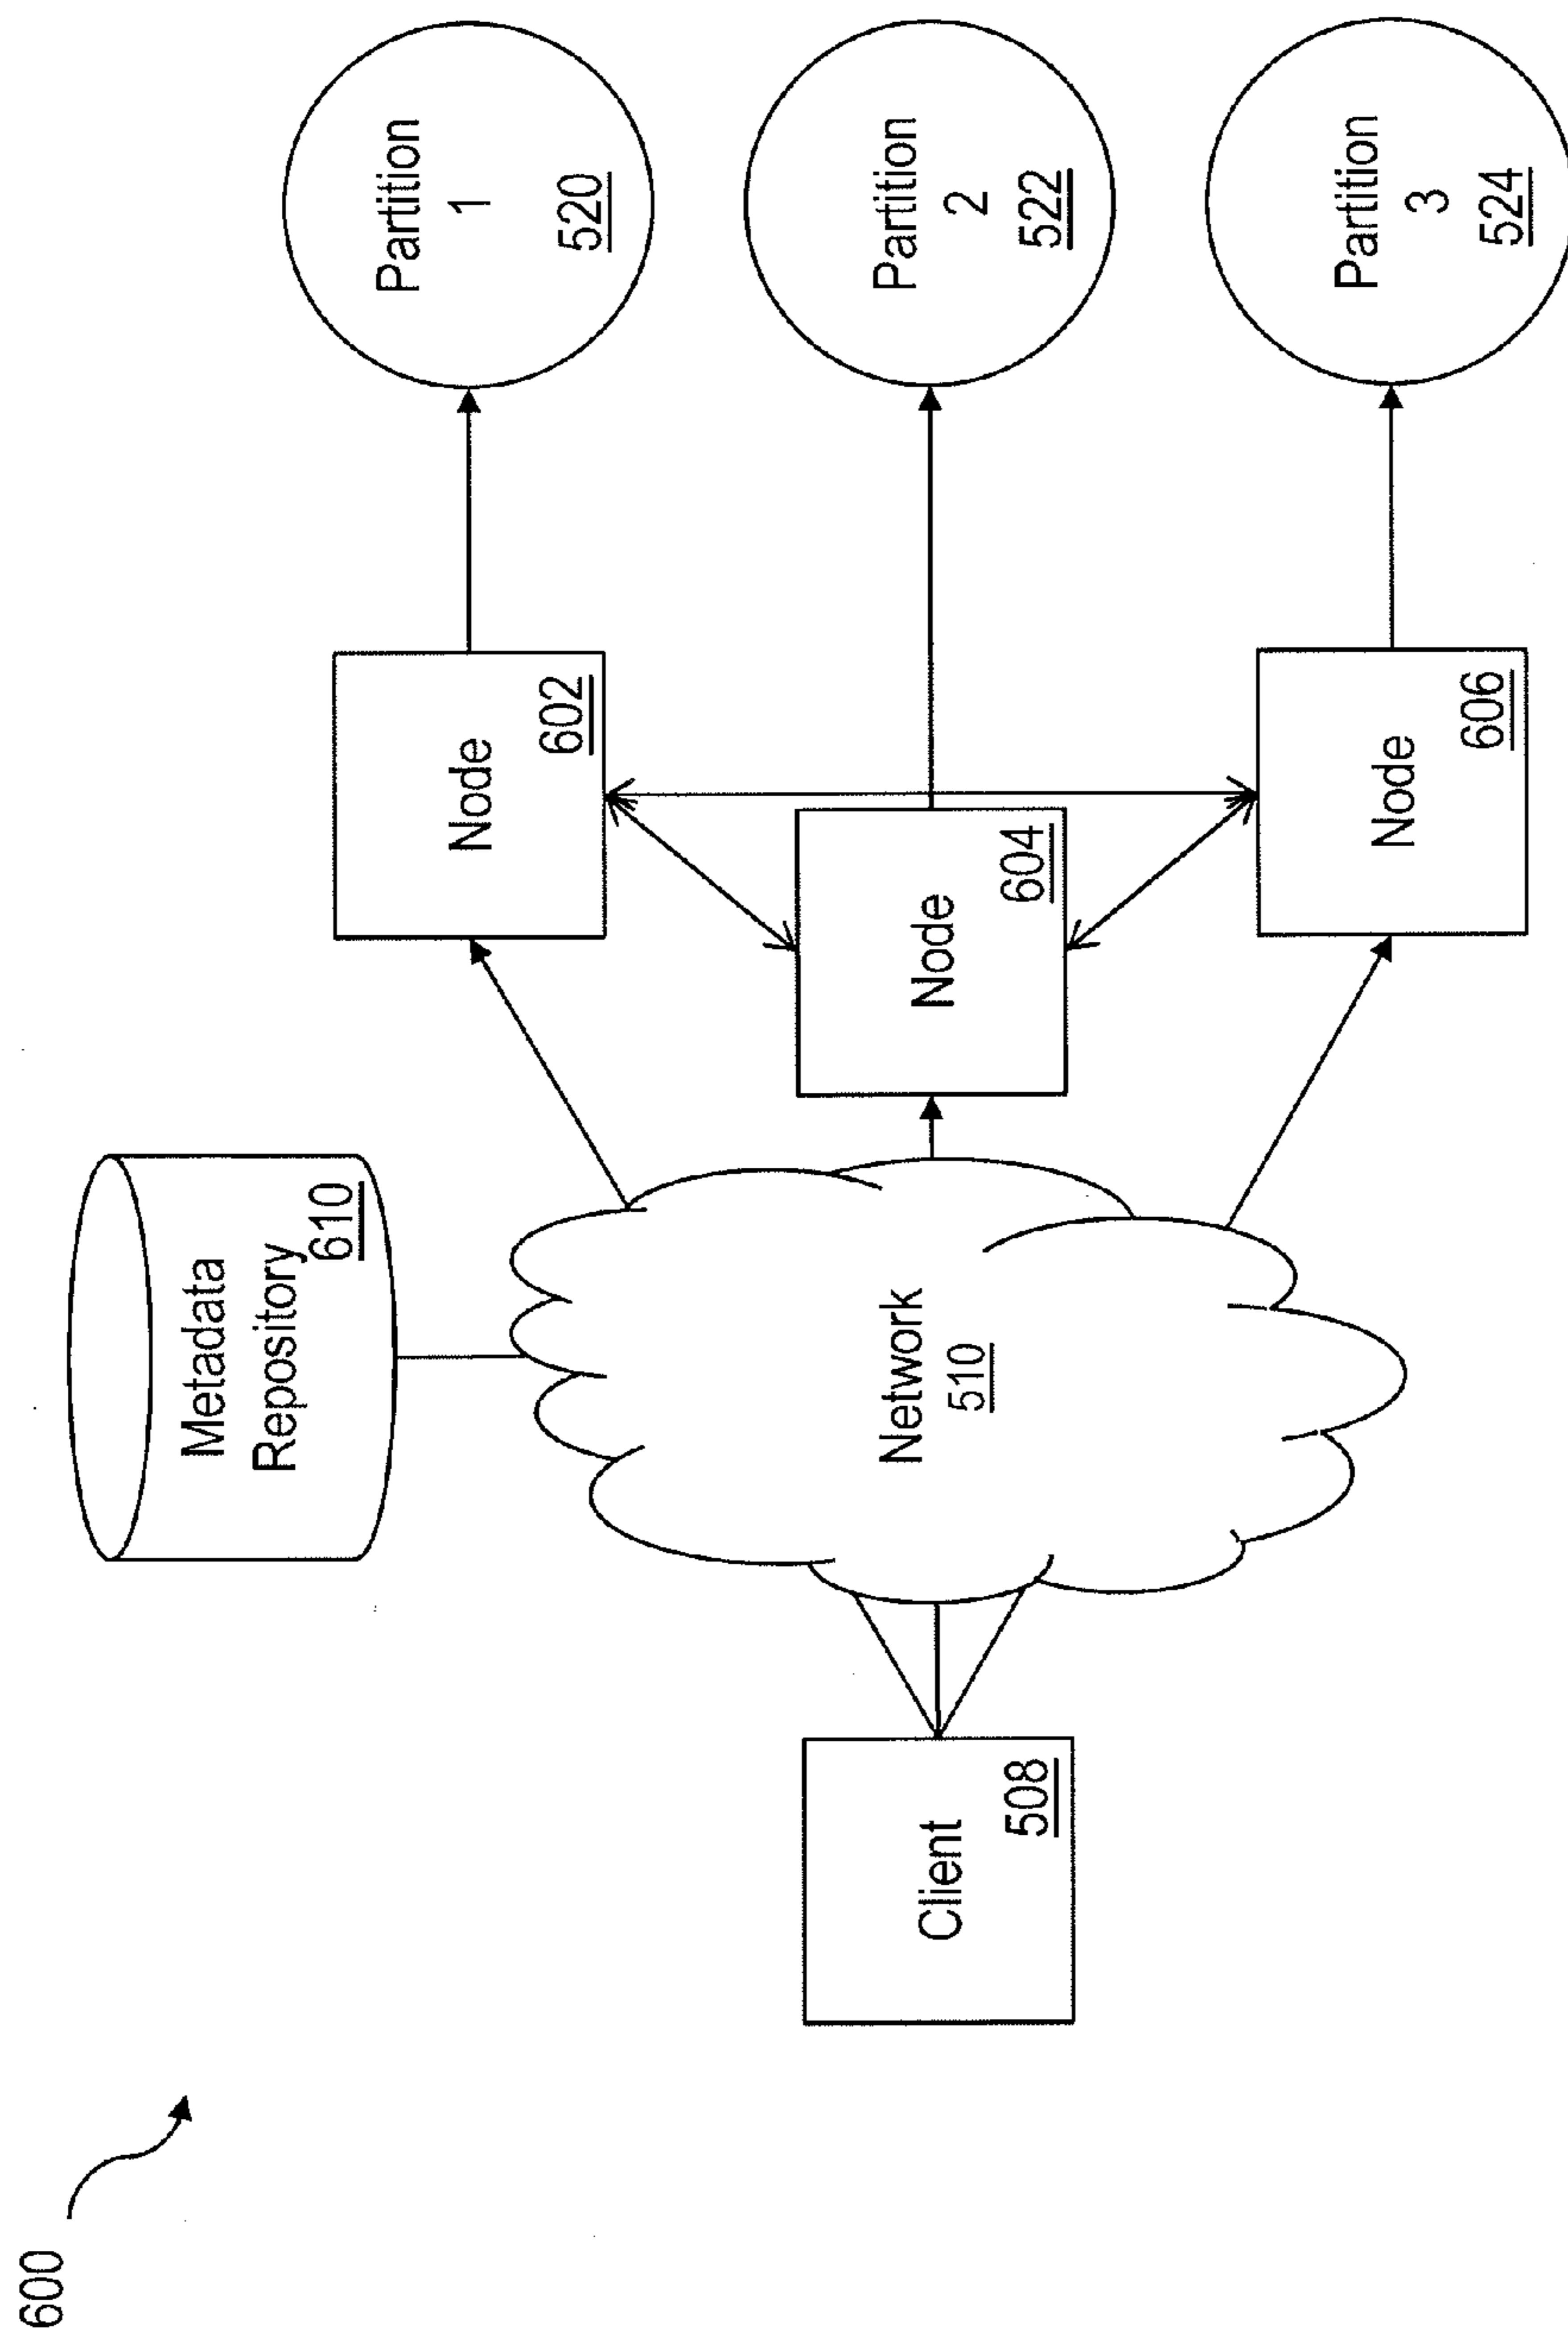 600
Metadata
Repository
610
Client
508
Network
510
Node
602
Node
604
Node
606
Partition
1
520
Partition
2
522
Partition
3
524